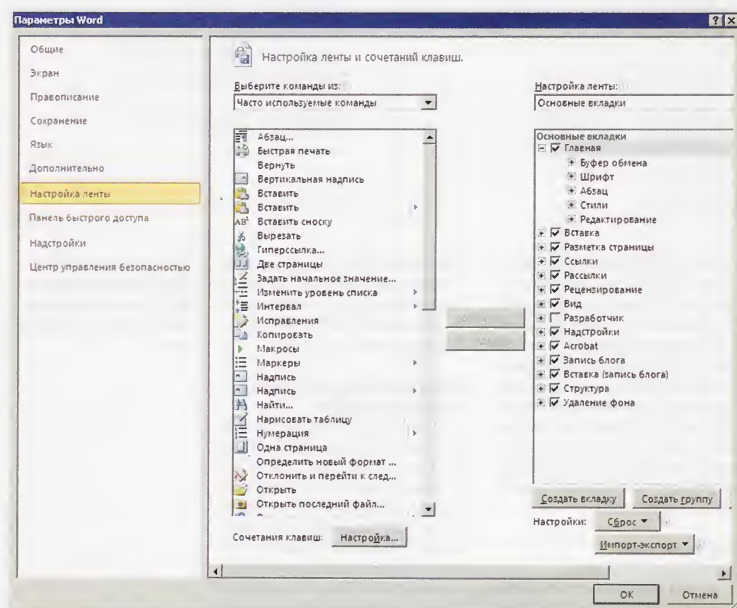 Параметры Word
Общие
Экран
Правописание
Сохранение
Язык
Дополнительно
Настройка ленты
Панель быстрого доступа
Надстройки
Центр управления безопасностью
Настройка ленты и сочетаний клавиш.
Выберите команды из:
Часто используемые команды
Абзац...
Быстрая печать
Вернуть
Вертикальная надпись
Вставить
Вставить
Вставить сноску
Вырезать
Гиперссылка...
Две страницы
Задать начальное значение...
Изменить уровень списка
Интервал
Исправления
Копировать
Макросы
Маркеры
Надпись
Надпись
Найти...
Нарисовать таблицу
Нумерация
Одна страница
Определить новый формат ...
Отклонить и перейти к след...
Открыть
Открыть последний файл...
Сочетания клавиш: Настройка...
Настройка ленты:
Основные вкладки
Основные вкладки
Главная
Буфер обмена
Шрифт
Абзац
Стили
Редактирование
Вставка
Разметка страницы
Ссылки
Рассылки
Рецензирование
Вид
Разработчик
Надстройки
Acrobat
Запись блога
Вставка (запись блога)
Структура
Удаление фона
Создать вкладку Создать группу
Настройки: Сброс
Импорт-экспорт
ОК Отмена